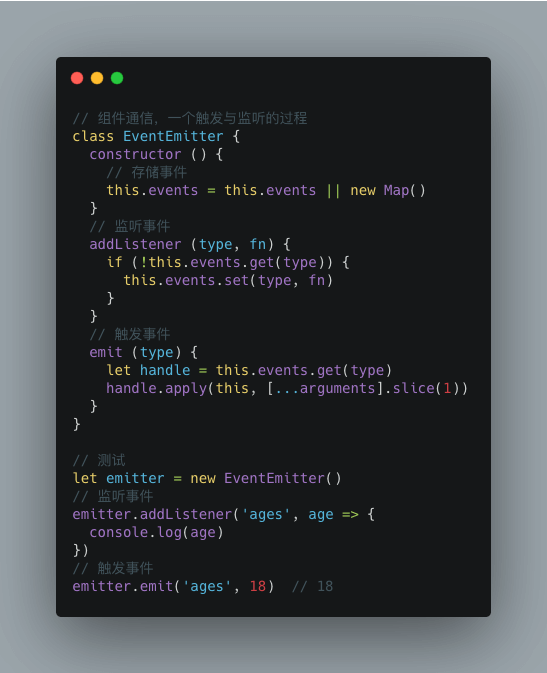 // 组件通信，一个触发与监听的过程
class EventEmitter {
  constructor () {
    // 存储事件
    this.events = this.events || new Map()
  }
  // 监听事件
  addListener (type, fn) {
    if (!this.events.get(type)) {
      this.events.set(type, fn)
    }
  }
  // 触发事件
  emit (type) {
    let handle = this.events.get(type)
    handle.apply(this, [...arguments].slice(1))
  }
}

// 测试
let emitter = new EventEmitter()
// 监听事件
emitter.addListener('ages', age => {
  console.log(age)
})
// 触发事件
emitter.emit('ages', 18)  // 18